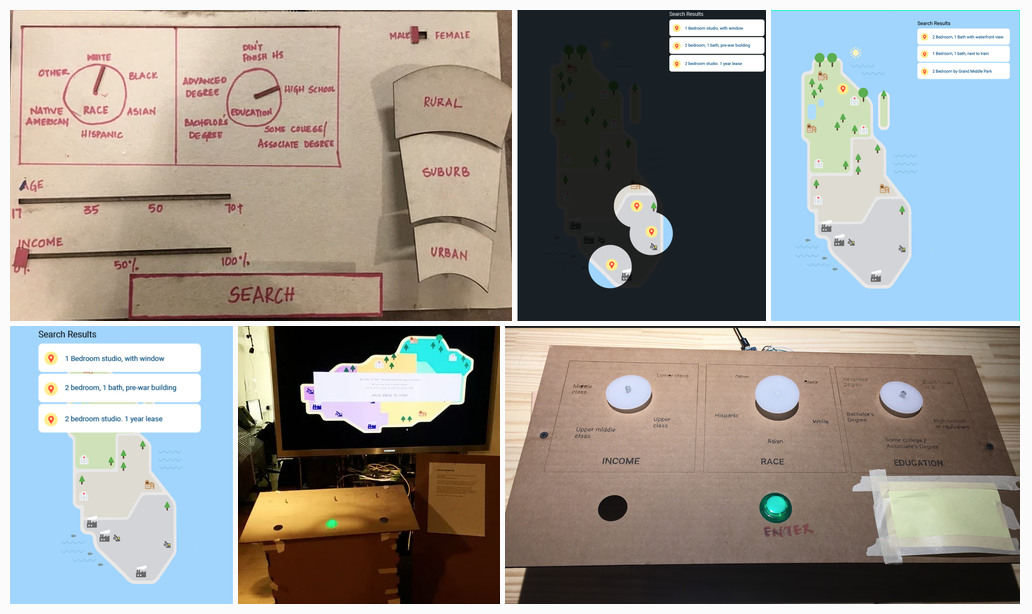 WHITE
OTHER
BLACK
RACE
NATIVE
AMERICAN
ASIAN
HISPANIC
DIN'T
FINISH HS
ADVANCED
DEGREE
HIGH SCHOOL
EDUCATION
BACHELOR'S
DEGREE
SOME COLLEGE/
ASSOCIATE DEGREE
MALE
FEMALE
RURAL
SUBURB
URBAN
AGE
17 35 50 70+
INCOME
0% 50% 100%
SEARCH
Search Results
1 Bedroom studio, with window
2 bedroom, 1 bath, pre-war building
2 bedroom studio. 1 year lease
Search Results
2 Bedroom, 1 Bath with waterfront view
1 Bedroom, 1 bath, next to train
2 Bedroom by Grand Middle Park
Search Results
1 Bedroom studio, with window
2 bedroom, 1 bath, pre-war building
2 bedroom studio. 1 year lease
Middle
class
Lower class
Upper middle
class
Upper
class
INCOME
Other
Black
Hispanic
White
Asian
RACE
Advanced
Degree
Bachelor's
Degree
Some college /
Associate's Degree
EDUCATION
ENTER